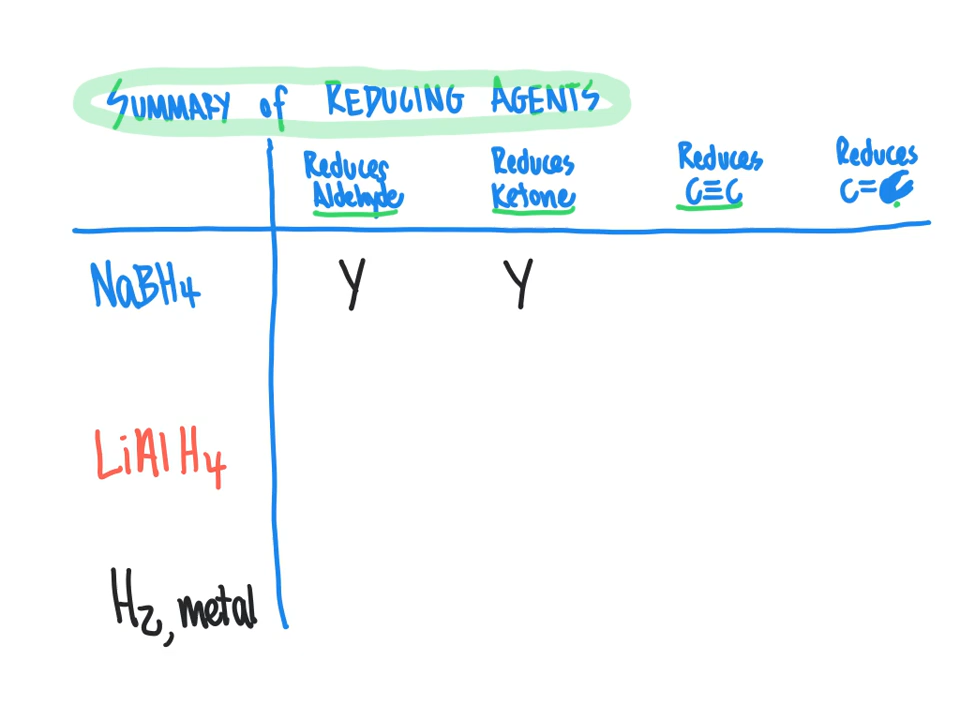 SUMMARY of REDUCING AGENTS
Reduces Aldehyde
Reduces Ketone
Reduces C≡C
Reduces C=C
NaBH4 Y Y
LiAlH4
H2, metal